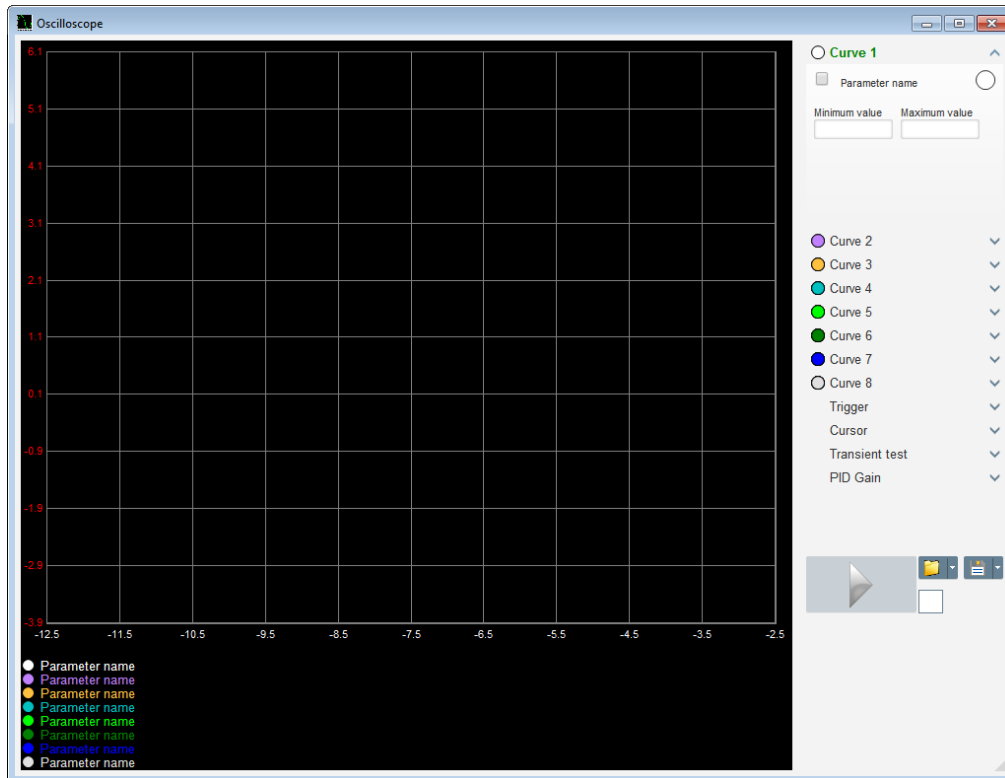 Oscilloscope
6.1
5.1
4.1
3.1
2.1
1.1
0.1
-0.9
-1.9
-2.9
-3.9
-12.5 -11.5 -10.5 -9.5 -8.5 -7.5 -6.5 -5.5 -4.5 -3.5 -2.5
Parameter name
Parameter name
Parameter name
Parameter name
Parameter name
Parameter name
Parameter name
Parameter name
Curve 1
Parameter name
Minimum value Maximum value
Curve 2
Curve 3
Curve 4
Curve 5
Curve 6
Curve 7
Curve 8
Trigger
Cursor
Transient test
PID Gain